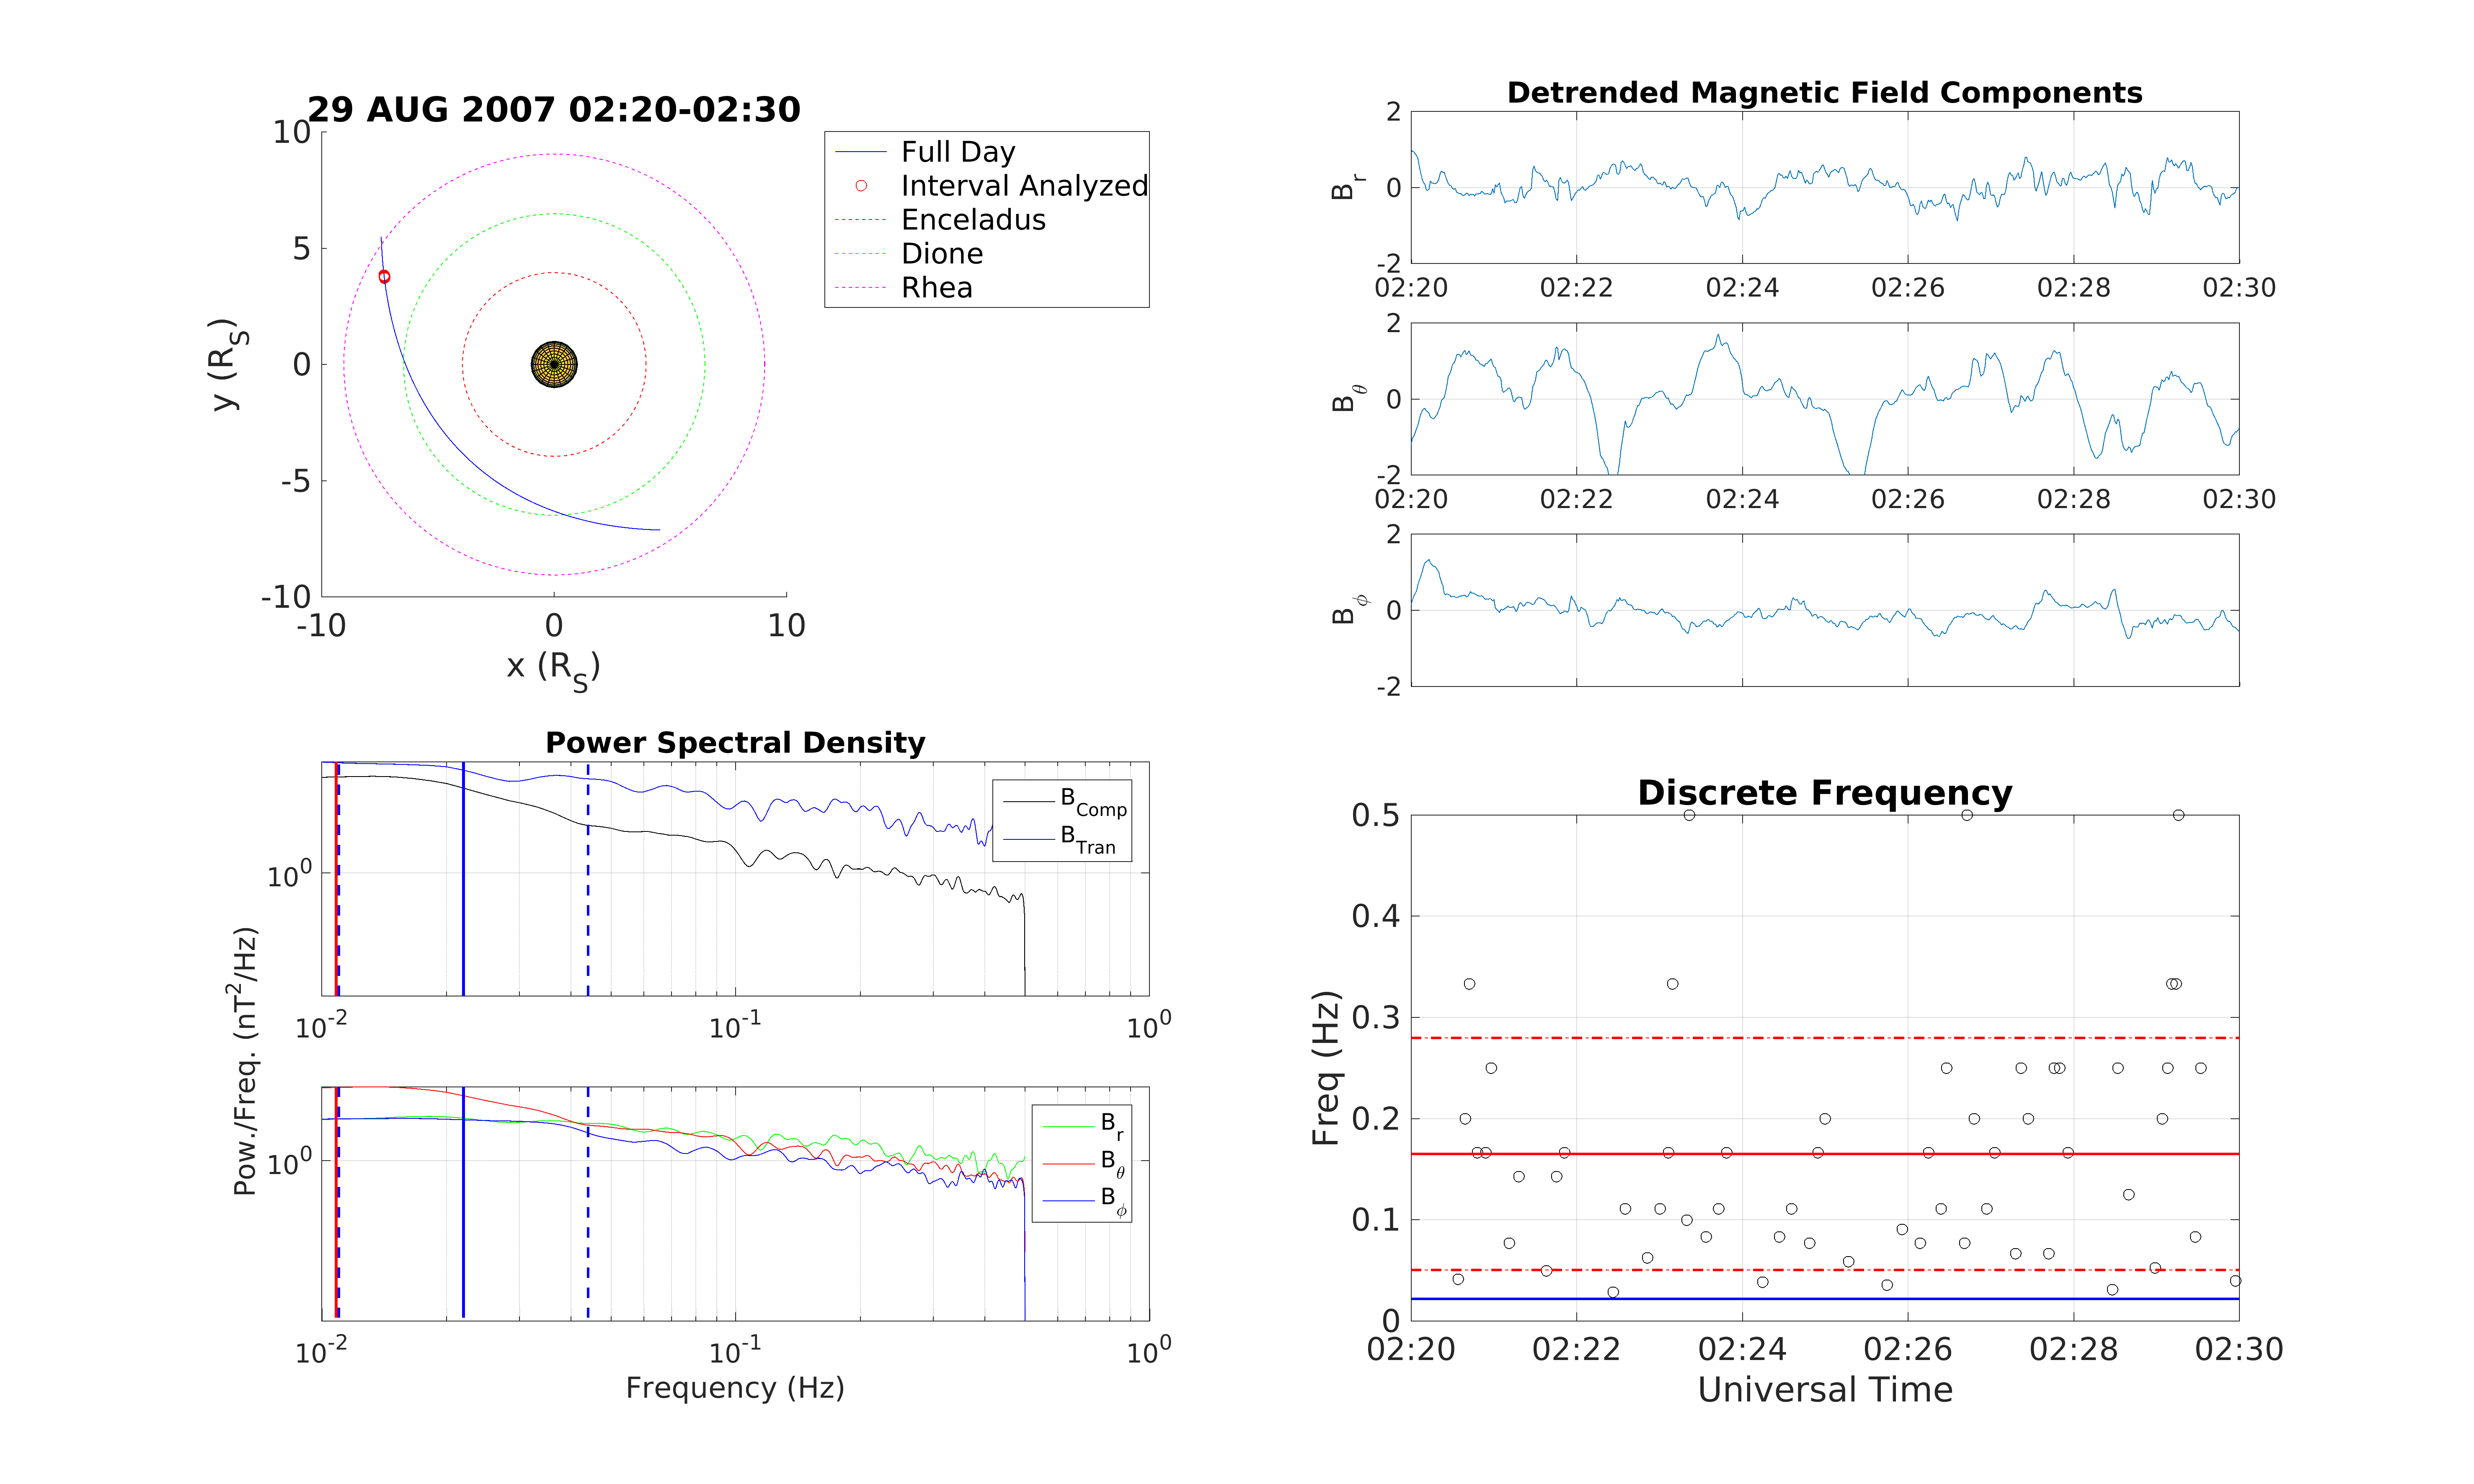 29 AUG 2007 02:20-02:30
10
5
0
-5
-10
-10
0
10
y (R_S)
x (R_S)
Full Day
Interval Analyzed
Enceladus
Dione
Rhea
Detrended Magnetic Field Components
2
0
-2
B_r
02:20
02:22
02:24
02:26
02:28
02:30
2
0
-2
B_θ
02:20
02:22
02:24
02:26
02:28
02:30
2
0
-2
B_ϕ
Power Spectral Density
10^0
B_Comp
B_Tran
10^-2
10^-1
10^0
Pow./Freq. (nT^2/Hz)
10^0
B_r
B_θ
B_ϕ
10^-2
10^-1
10^0
Frequency (Hz)
Discrete Frequency
0.5
0.4
0.3
0.2
0.1
0
Freq (Hz)
02:20
02:22
02:24
02:26
02:28
02:30
Universal Time